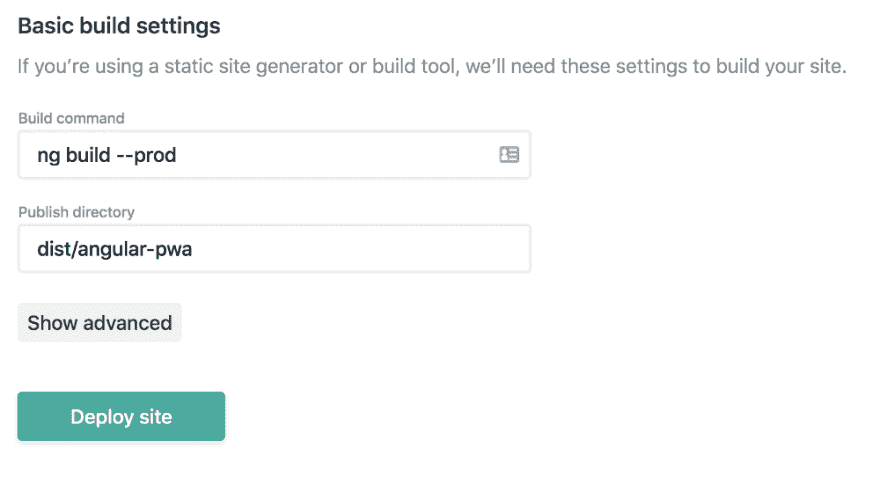 Basic build settings
If you’re using a static site generator or build tool, we’ll need these settings to build your site.
Build command
ng build --prod
Publish directory
dist/angular-pwa
Show advanced
Deploy site